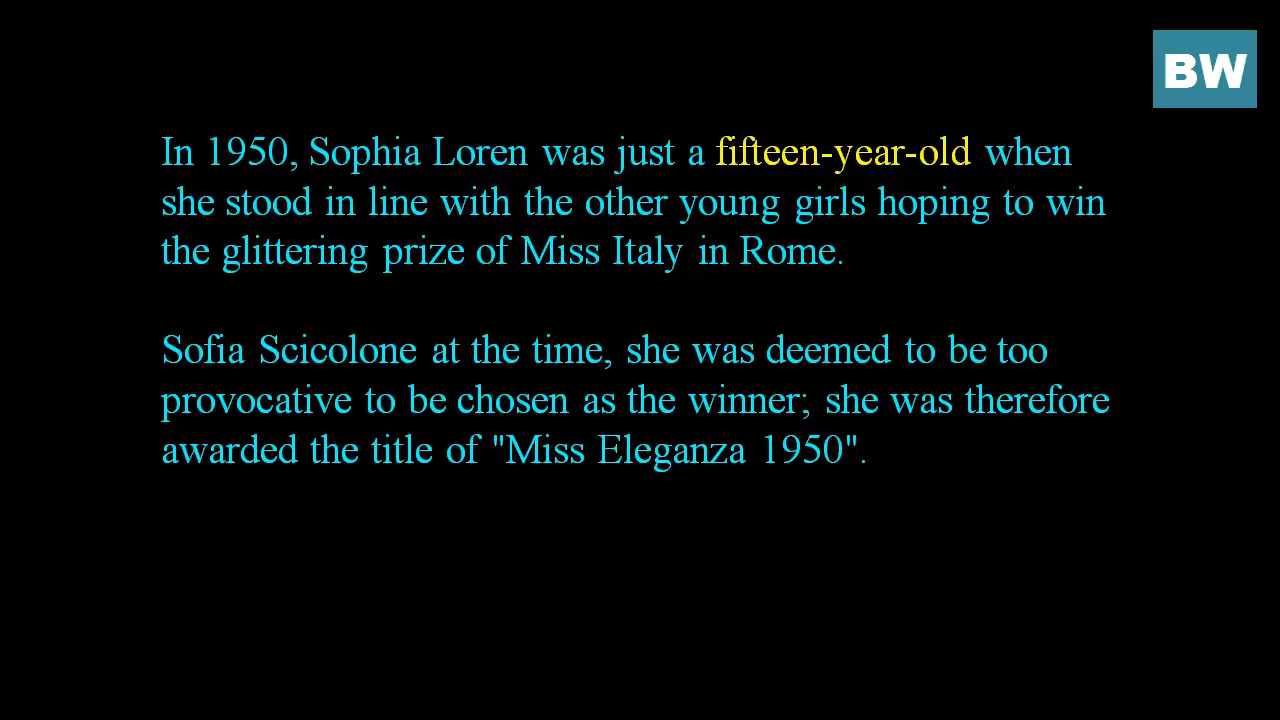 BW
In 1950, Sophia Loren was just a fifteen-year-old when
she stood in line with the other young girls hoping to win
the glittering prize of Miss Italy in Rome.
Sofia Scicolone at the time, she was deemed to be too
provocative to be chosen as the winner; she was therefore
awarded the title of "Miss Eleganza 1950".